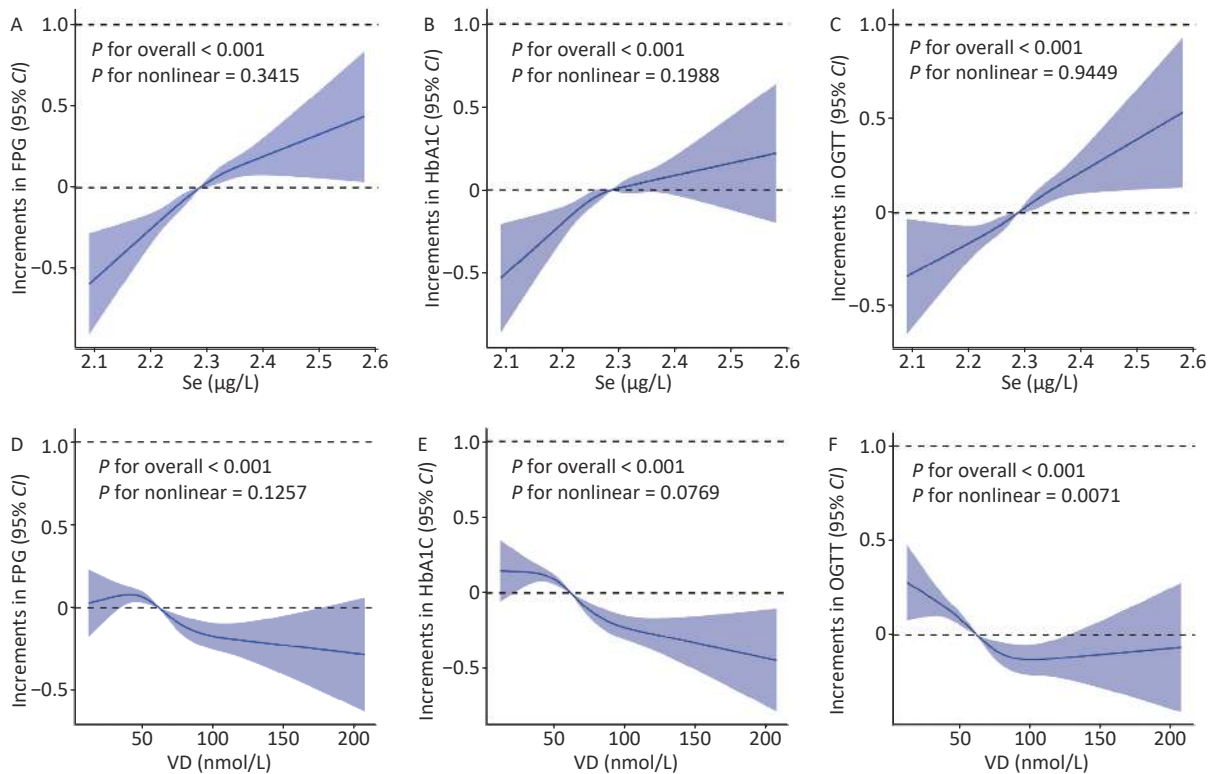 A
P for overall < 0.001
P for nonlinear = 0.3415
Increments in FPG (95% CI)
1.0
0.5
0
−0.5
2.1 2.2 2.3 2.4 2.5 2.6
Se (μg/L)
B
P for overall < 0.001
P for nonlinear = 0.1988
Increments in HbA1C (95% CI)
1.0
0.5
0
−0.5
2.1 2.2 2.3 2.4 2.5 2.6
Se (μg/L)
C
P for overall < 0.001
P for nonlinear = 0.9449
Increments in OGTT (95% CI)
1.0
0.5
0
−0.5
2.1 2.2 2.3 2.4 2.5 2.6
Se (μg/L)
D
P for overall < 0.001
P for nonlinear = 0.1257
Increments in FPG (95% CI)
1.0
0.5
0
−0.5
0 50 100 150 200
VD (nmol/L)
E
P for overall < 0.001
P for nonlinear = 0.0769
Increments in HbA1C (95% CI)
1.0
0.5
0
−0.5
0 50 100 150 200
VD (nmol/L)
F
P for overall < 0.001
P for nonlinear = 0.0071
Increments in OGTT (95% CI)
1.0
0.5
0
−0.5
0 50 100 150 200
VD (nmol/L)